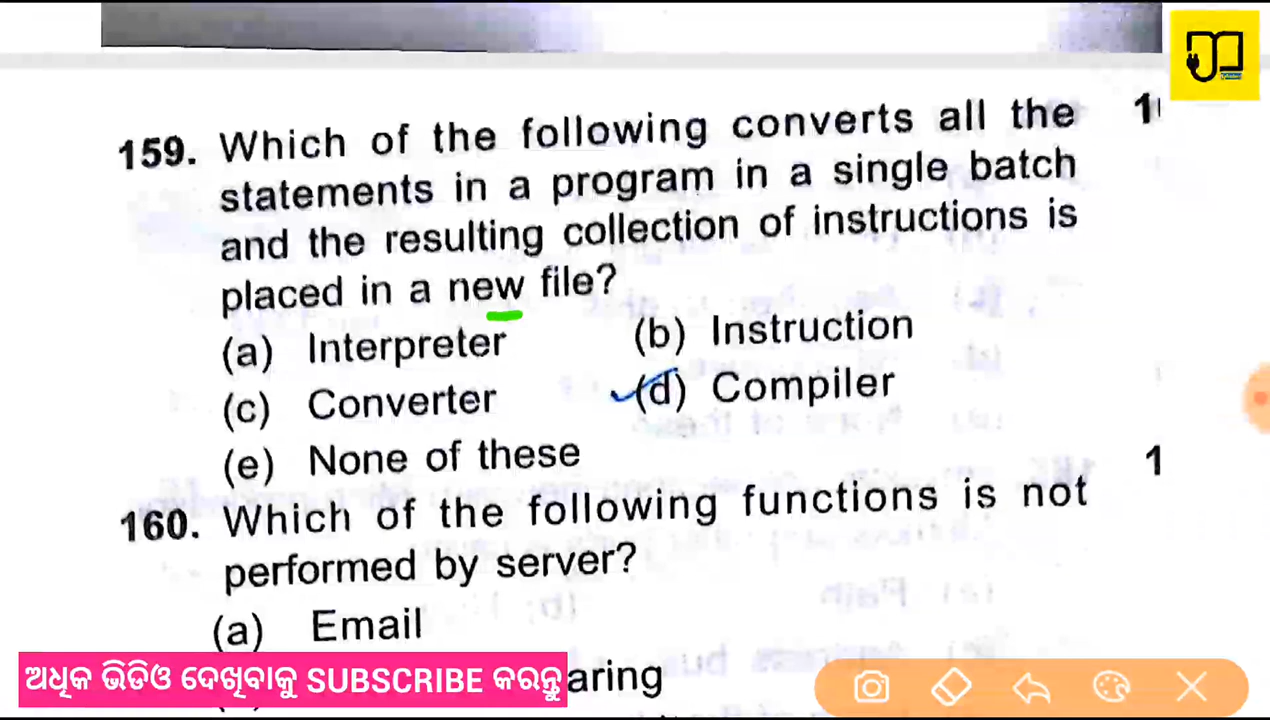 159. Which of the following converts all the
statements in a program in a single batch
and the resulting collection of instructions is
placed in a new file?
(a) Interpreter (b) Instruction
(c) Converter (d) Compiler
(e) None of these
160. Which of the following functions is not
performed by server?
(a) Email
aring
ଅଧିକ ଭିଡିଓ ଦେଖିବାକୁ SUBSCRIBE କରନ୍ତୁ